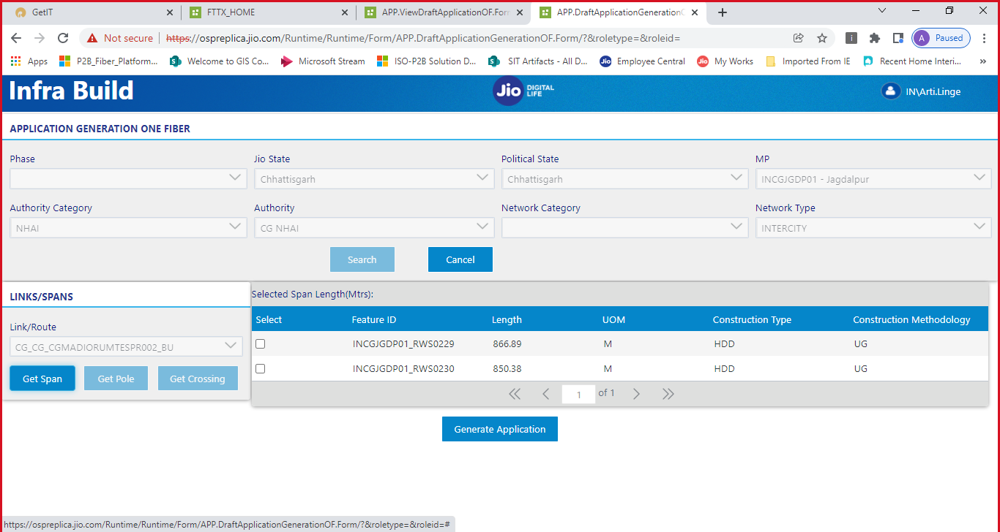 GetIT
FTTX_HOME
APP.ViewDraftApplicationOF.For
APP.DraftApplicationGeneration
Not secure
https://ospreplica.jio.com/Runtime/Runtime/Form/APP.DraftApplicationGenerationOF.Form/?&roletype=&roleid=
A Paused
Apps P2B_Fiber_Platform... Welcome to GIS Co... Microsoft Stream ISO-P2B Solution D... SIT Artifacts - All D... Jio Employee Central Jio My Works Imported From IE Recent Home Interi... »
Infra Build Jio DIGITAL LIFE IN\Arti.Linge
APPLICATION GENERATION ONE FIBER
Phase Jio State Political State MP
Chhattisgarh Chhattisgarh INCGJGDP01 - Jagdalpur
Authority Category Authority Network Category Network Type
NHAI CG NHAI INTERCITY
Search Cancel
LINKS/SPANS
Link/Route
CG_CG_CGMADIORUMTESPR002_BU
Get Span Get Pole Get Crossing
Selected Span Length(Mtrs):
Select Feature ID Length UOM Construction Type Construction Methodology
INCGJGDP01_RWS0229 866.89 M HDD UG
INCGJGDP01_RWS0230 850.38 M HDD UG
1 of 1
Generate Application
https://ospreplica.jio.com/Runtime/Runtime/Form/APP.DraftApplicationGenerationOF.Form/?&roletype=&roleid=#